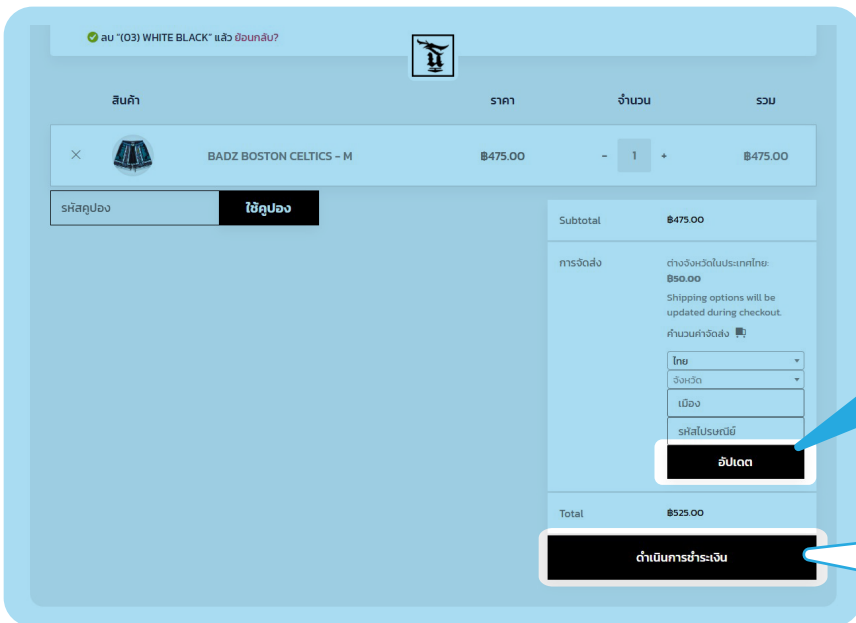 ลบ “(03) WHITE BLACK” แล้ว ย้อนกลับ?
สินค้า ราคา จำนวน รวม
× BADZ BOSTON CELTICS – M ฿475.00 - 1 + ฿475.00
รหัสคูปอง ใช้คูปอง
Subtotal ฿475.00
การจัดส่ง ต่างจังหวัดในประเทศไทย:
฿50.00
Shipping options will be
updated during checkout.
คำนวนค่าจัดส่ง
ไทย
จังหวัด
เมือง
รหัสไปรษณีย์
อัปเดต
Total ฿525.00
ดำเนินการชำระเงิน